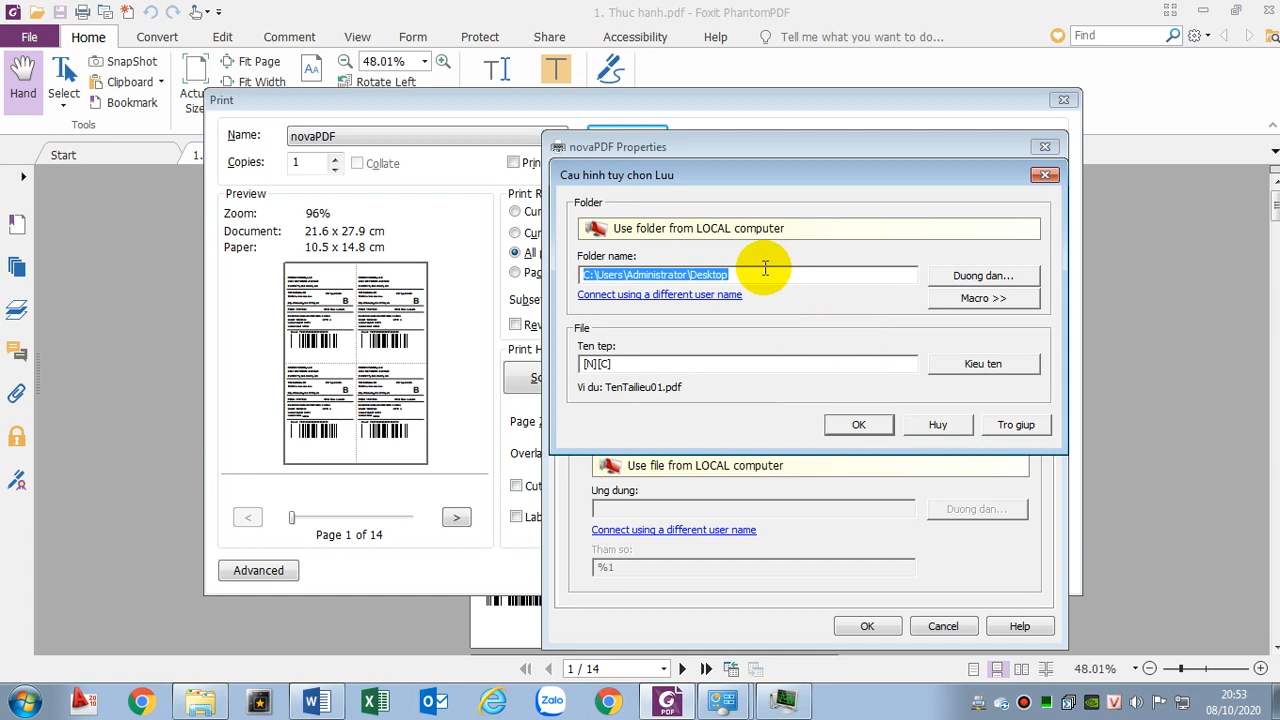 1. Thuc hanh.pdf - Foxit PhantomPDF
File
Home
Convert
Edit
Comment
View
Form
Protect
Share
Accessibility
Help
Tell me what you want to do...
Find
Hand
Select
SnapShot
Clipboard
Bookmark
Tools
Fit Page
Fit Width
48.01%
Rotate Left
Start
1.
Print
Name:
novaPDF
Copies:
1
Collate
Preview
Zoom:
96%
Document:
21.6 x 27.9 cm
Paper:
10.5 x 14.8 cm
Page 1 of 14
Advanced
novaPDF Properties
Cau hinh tuy chon Luu
Folder
Use folder from LOCAL computer
Folder name:
C:\Users\Administrator\Desktop
Duong dan...
Connect using a different user name
Macro >>
File
Ten tep:
[N][C]
Kieu ten
Vi du: TenTailieu01.pdf
OK
Huy
Tro giup
Use file from LOCAL computer
Ung dung:
Duong dan...
Connect using a different user name
Tham so:
%1
OK
Cancel
Help
1 / 14
48.01%
Zalo
20:53
08/10/2020